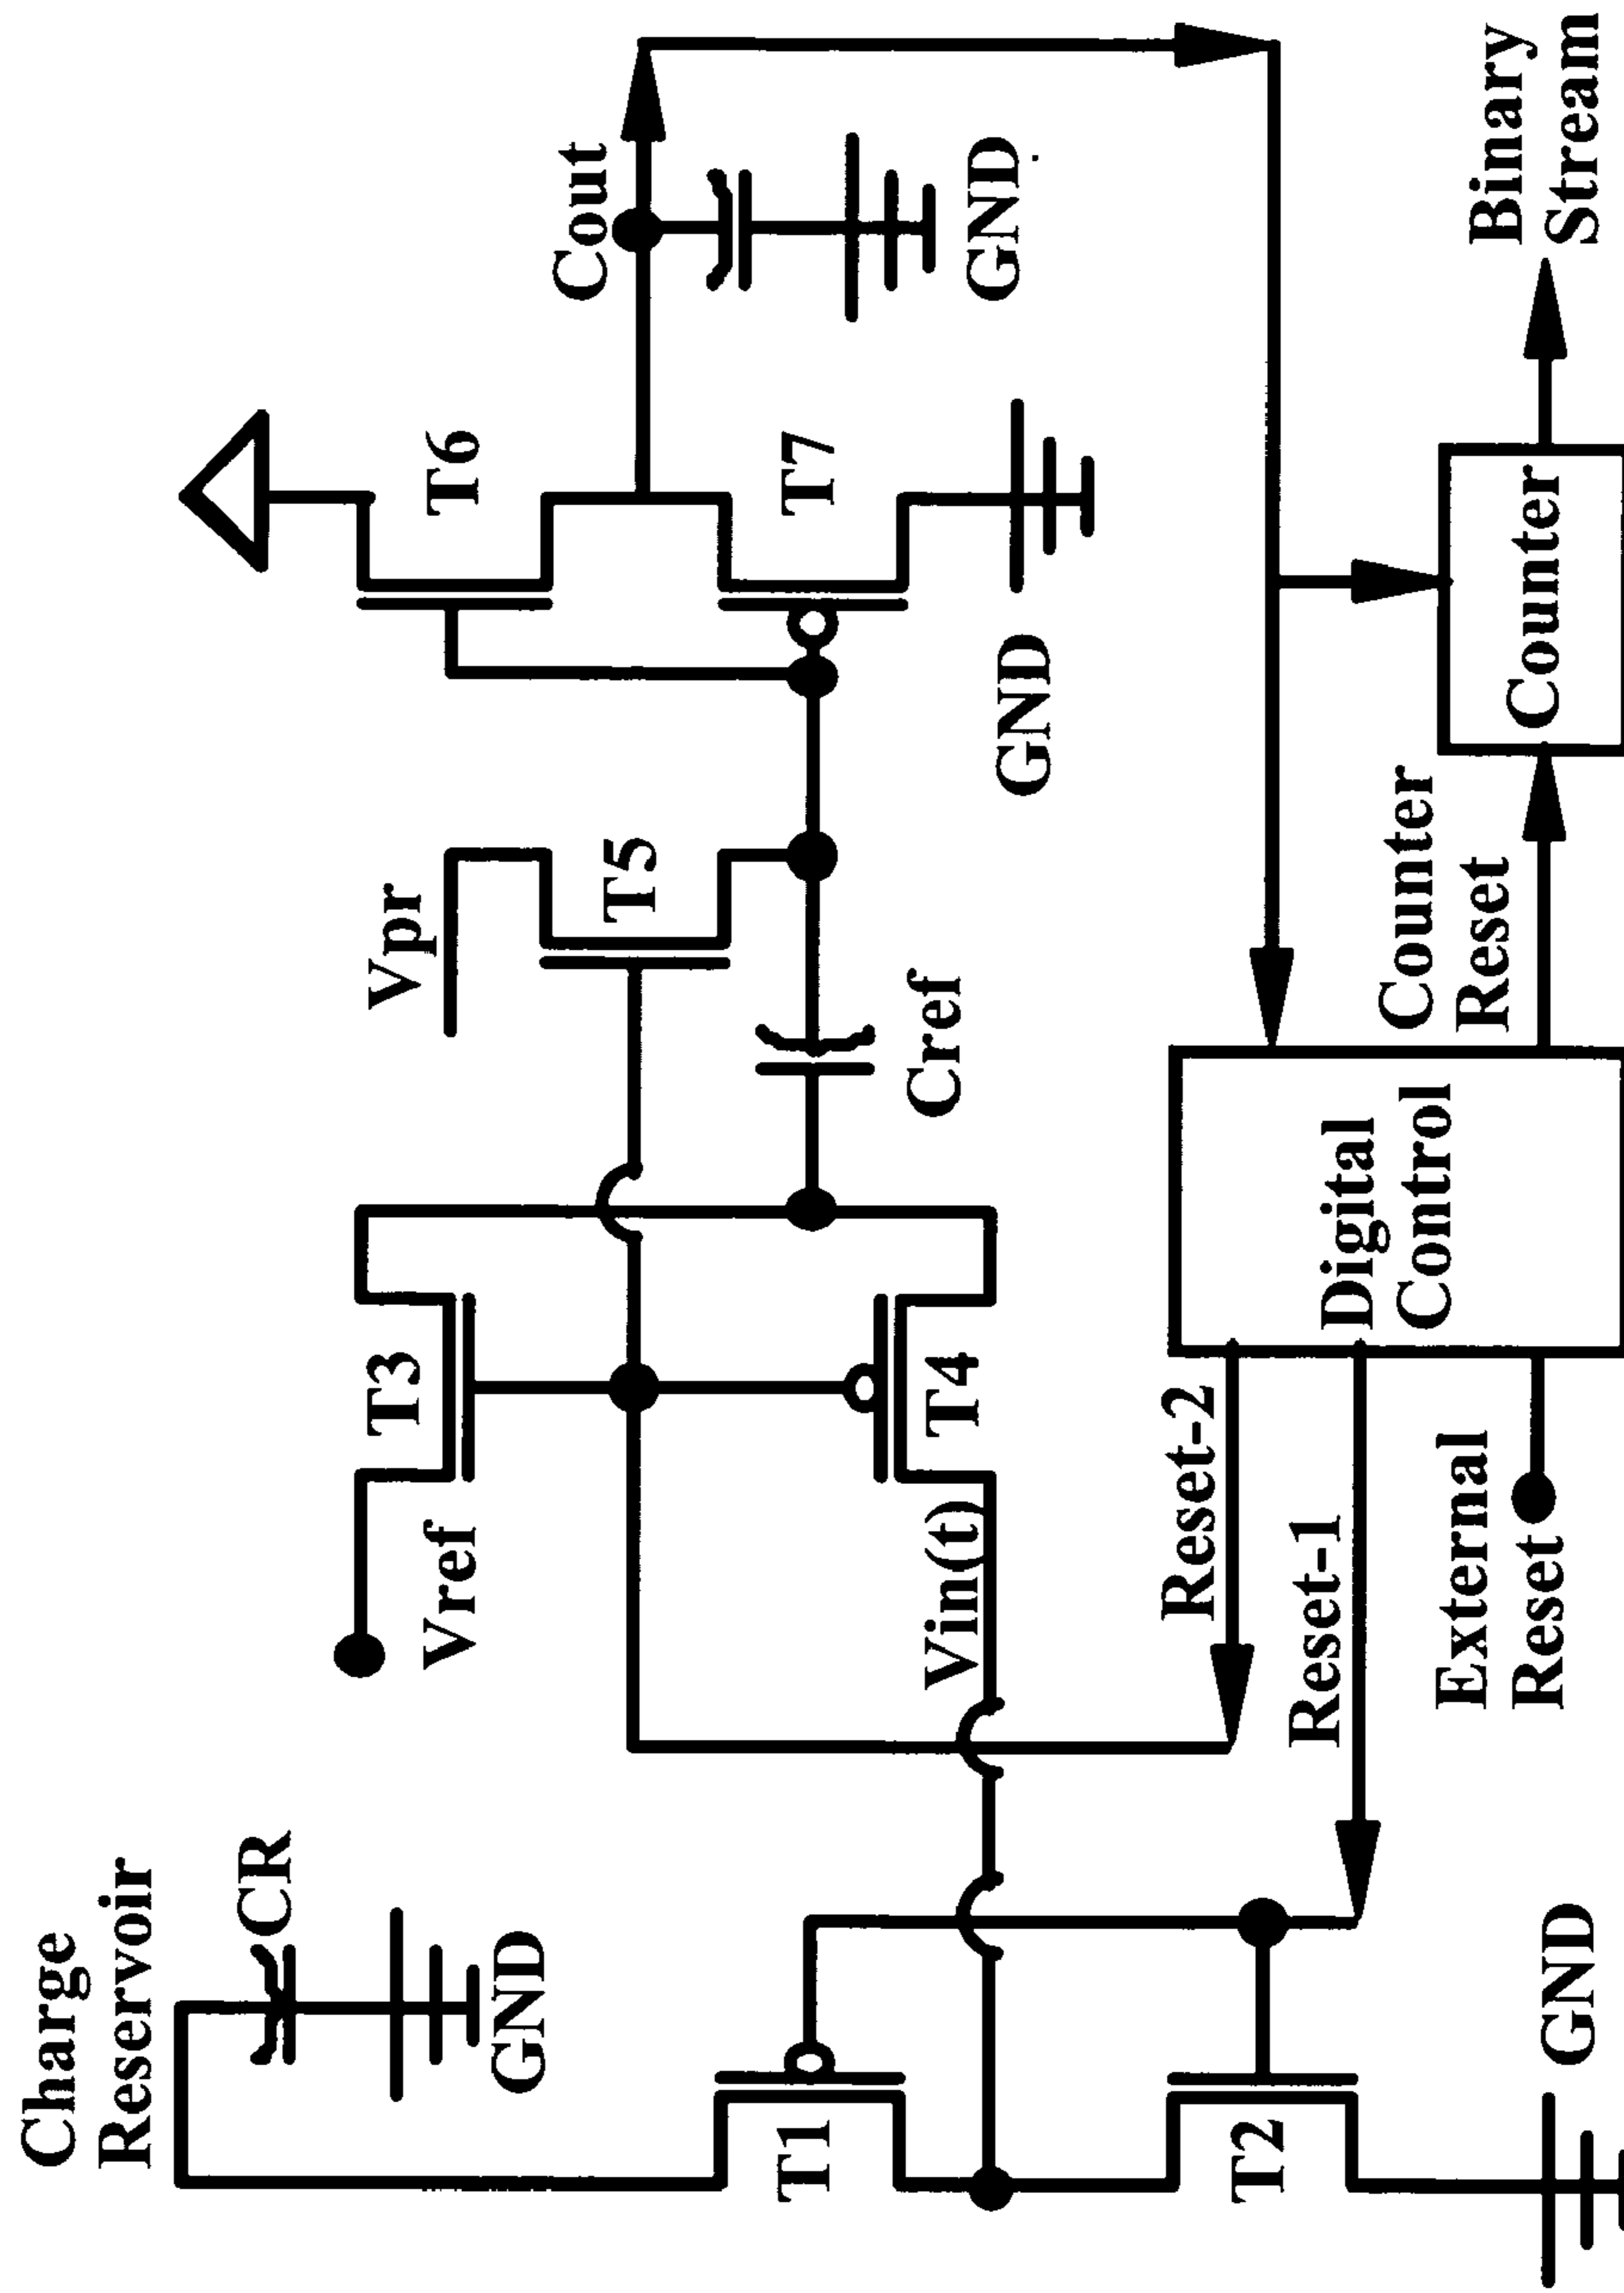 Charge
Reservoir
CR
GND
T1
T2
GND
Vref
T3
Vin(t)
T4
Reset-2
Reset-1
External
Reset
Digital
Control
Cref
Vpr
T5
Counter
Reset
Counter
T6
T7
GND
Cout
GND
Binary
Stream